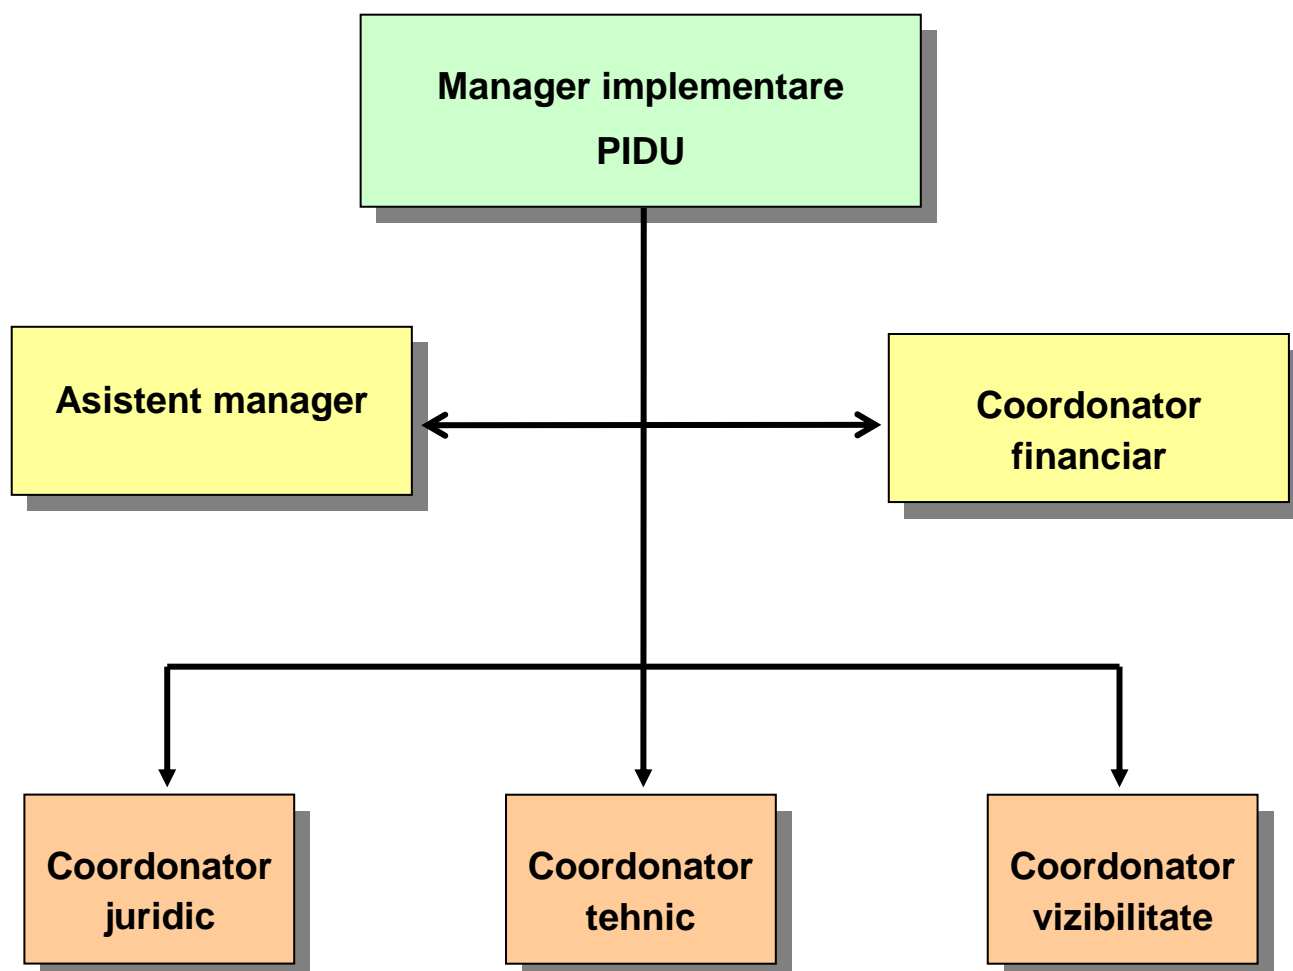 Manager implementare
PIDU
Asistent manager
Coordonator
financiar
Coordonator
juridic
Coordonator
tehnic
Coordonator
vizibilitate